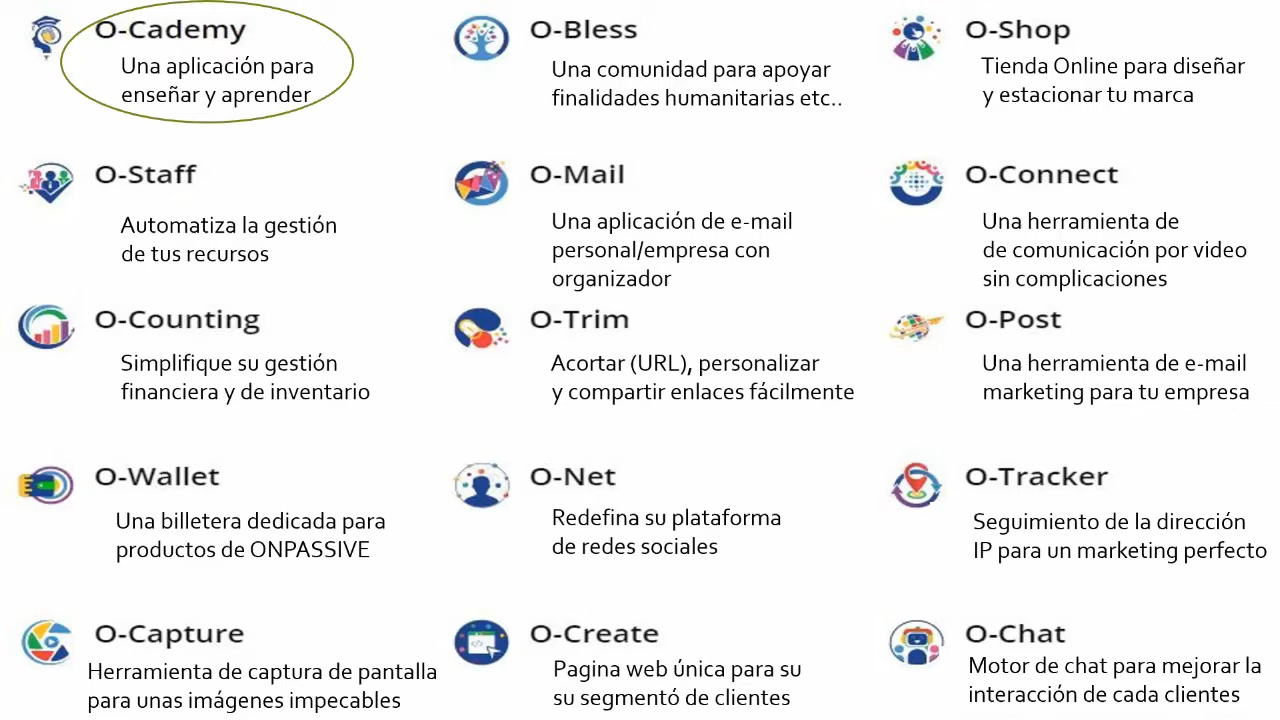 O-Cademy
Una aplicación para
enseñar y aprender
O-Bless
Una comunidad para apoyar
finalidades humanitarias etc..
O-Shop
Tienda Online para diseñar
y estacionar tu marca
O-Staff
Automatiza la gestión
de tus recursos
O-Mail
Una aplicación de e-mail
personal/empresa con
organizador
O-Connect
Una herramienta de
de comunicación por video
sin complicaciones
O-Counting
Simplifique su gestión
financiera y de inventario
O-Trim
Acortar (URL), personalizar
y compartir enlaces fácilmente
O-Post
Una herramienta de e-mail
marketing para tu empresa
O-Wallet
Una billetera dedicada para
productos de ONPASSIVE
O-Net
Redefina su plataforma
de redes sociales
O-Tracker
Seguimiento de la dirección
IP para un marketing perfecto
O-Capture
Herramienta de captura de pantalla
para unas imágenes impecables
O-Create
Pagina web única para su
su segmentó de clientes
O-Chat
Motor de chat para mejorar la
interacción de cada clientes